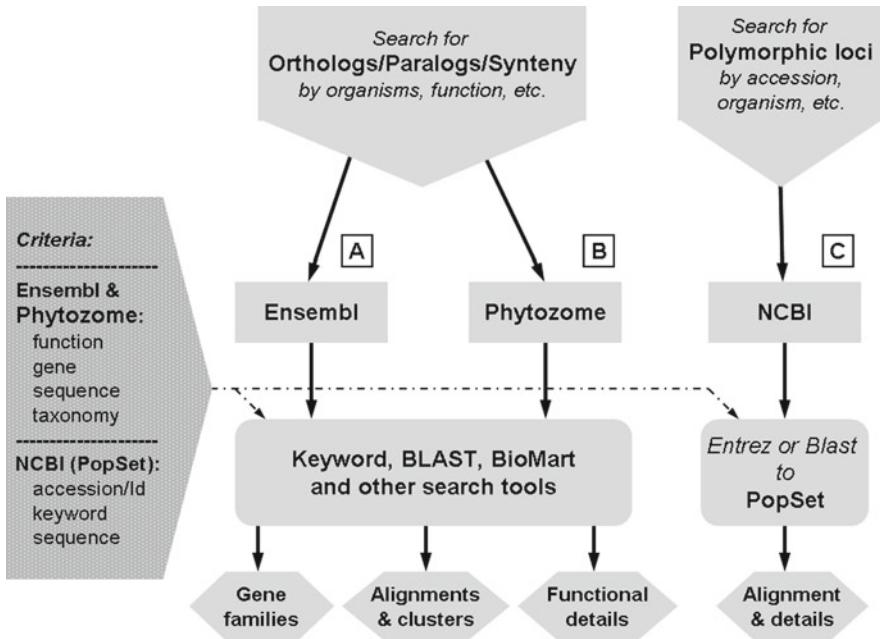 Search for
Orthologs/Paralogs/Synteny
by organisms, function, etc.
Search for
Polymorphic loci
by accession,
organism, etc.
A
B
C
Criteria:
--------------------
Ensembl &
Phytozome:
function
gene
sequence
taxonomy
--------------------
NCBI (PopSet):
accession/Id
keyword
sequence
Ensembl
Phytozome
NCBI
Keyword, BLAST, BioMart
and other search tools
Entrez or Blast
to
PopSet
Gene
families
Alignments
& clusters
Functional
details
Alignment
& details